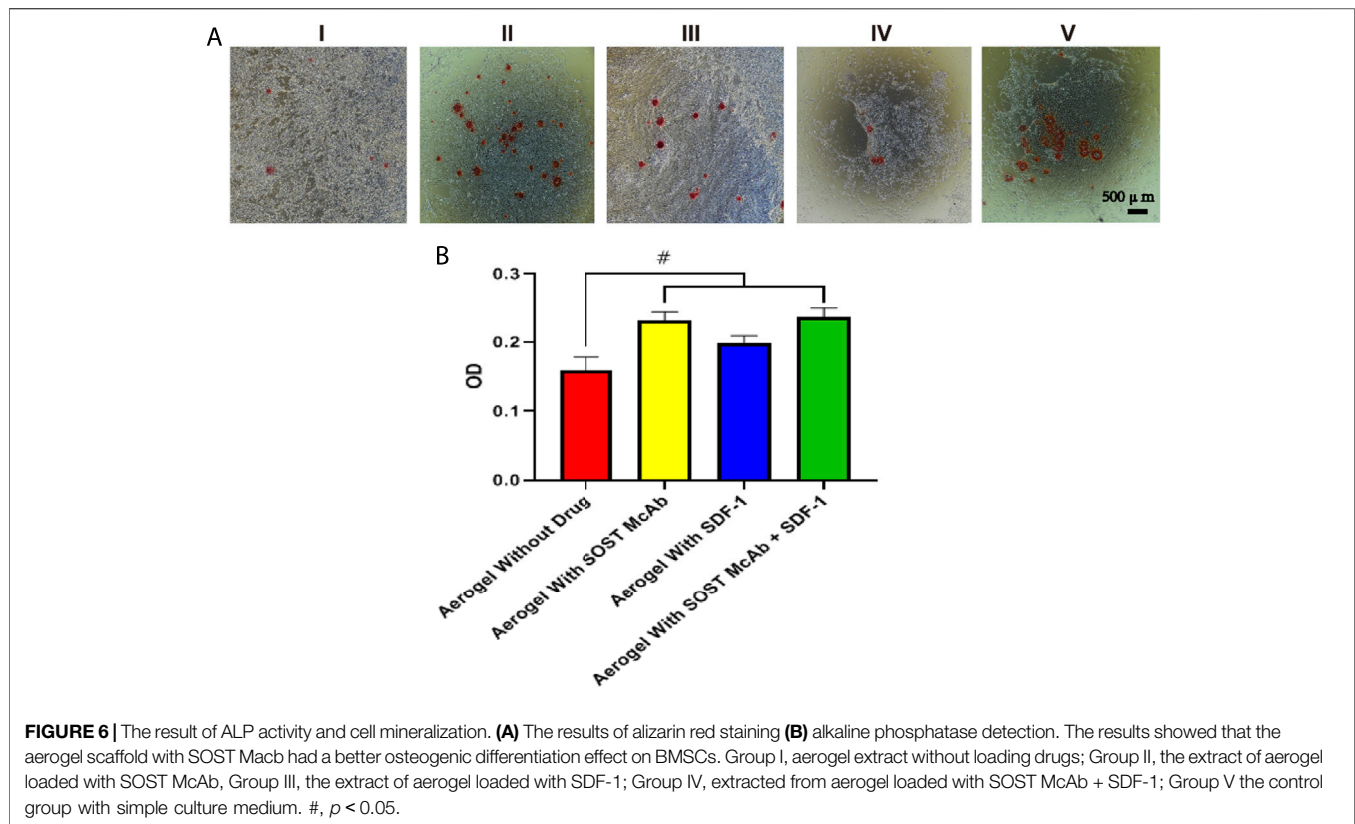 A
I II III IV V
500 μm
B
#
0.3
0.2
0.1
0.0
OD
Aerogel Without Drug
Aerogel With SOST McAb
Aerogel With SDF-1
Aerogel With SOST McAb + SDF-1
FIGURE 6 | The result of ALP activity and cell mineralization. (A) The results of alizarin red staining (B) alkaline phosphatase detection. The results showed that the
aerogel scaffold with SOST Macb had a better osteogenic differentiation effect on BMSCs. Group I, aerogel extract without loading drugs; Group II, the extract of aerogel
loaded with SOST McAb, Group III, the extract of aerogel loaded with SDF-1; Group IV, extracted from aerogel loaded with SOST McAb + SDF-1; Group V the control
group with simple culture medium. #, p < 0.05.